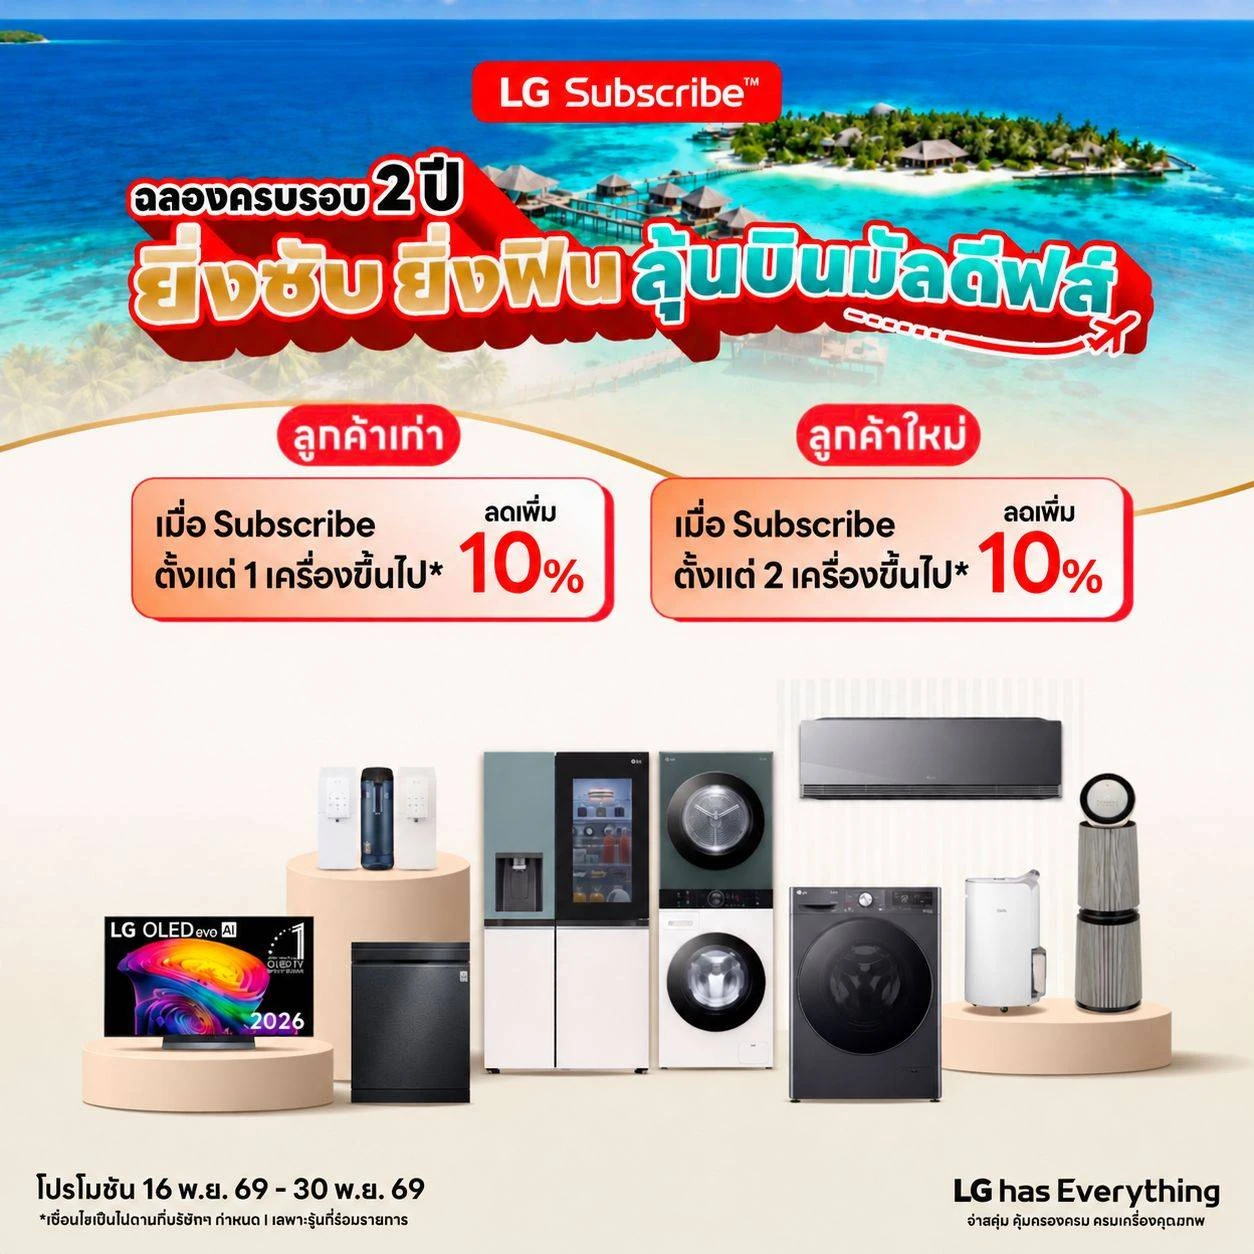 LG Subscribe™
ฉลองครบรอบ 2 ปี
ยิ่งซับ ยิ่งฟิน ลุ้นบินมัลดีฟส์
ลูกค้าเก่า
เมื่อ Subscribe
ตั้งแต่ 1 เครื่องขึ้นไป*
ลดเพิ่ม
10%
ลูกค้าใหม่
เมื่อ Subscribe
ตั้งแต่ 2 เครื่องขึ้นไป*
ลดเพิ่ม
10%
LG OLED evo AI
OLED TV
2026
โปรโมชัน 16 พ.ย. 69 - 30 พ.ย. 69
*เงื่อนไขเป็นไปตามที่บริษัทฯ กำหนด | เฉพาะรุ่นที่ร่วมรายการ
LG has Everything
คุ้มครองครบ ครบเครื่องคุณภาพ